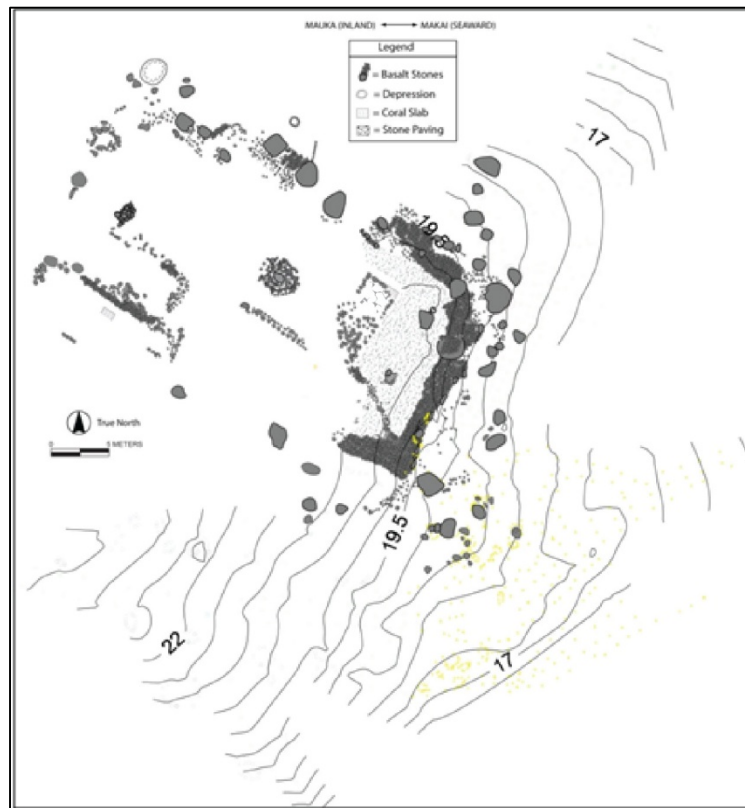 MAUKA (INLAND) ⟷ MAKAI (SEAWARD)
Legend
= Basalt Stones
= Depression
= Coral Slab
= Stone Paving
17
19.5
True North
0 5 METERS
19.5
22
17